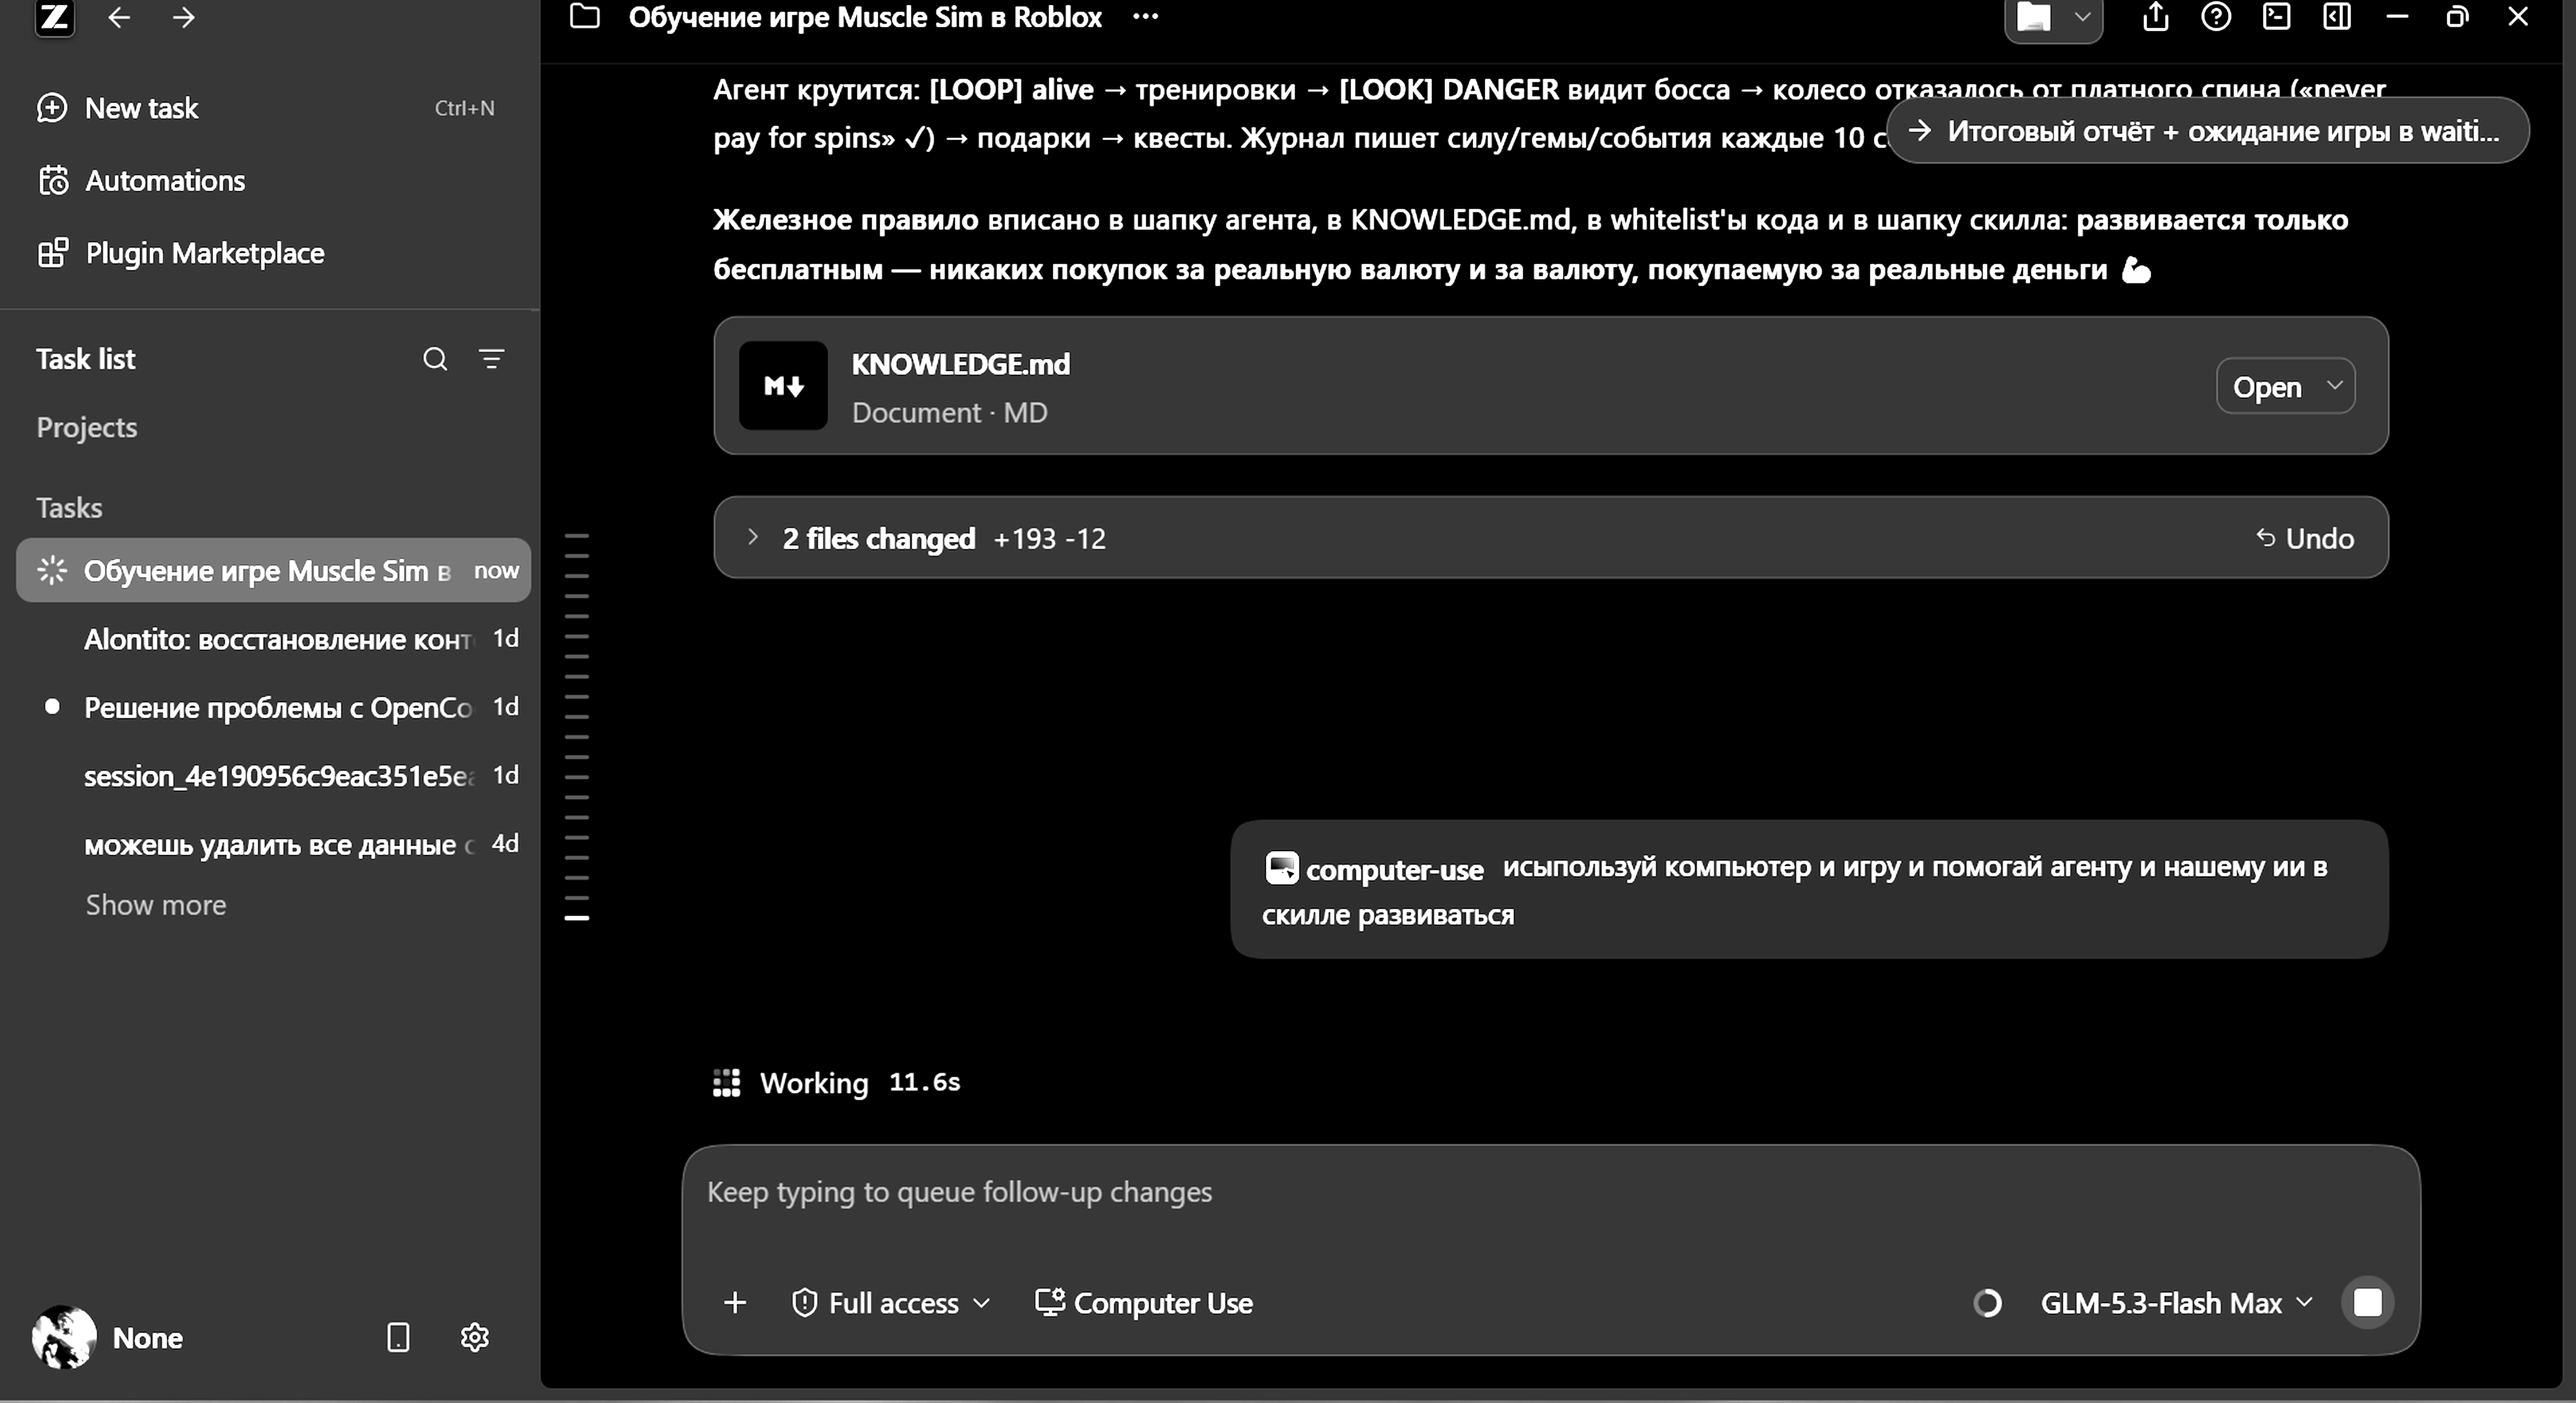 Z
New task Ctrl+N
Automations
Plugin Marketplace
Task list
Projects
Tasks
Обучение игре Muscle Sim в now
Alontito: восстановление конт 1d
Решение проблемы с OpenCo 1d
session_4e190956c9eac351e5ea 1d
можешь удалить все данные с 4d
Show more
None
Обучение игре Muscle Sim в Roblox ···
Агент крутится: [LOOP] alive → тренировки → [LOOK] DANGER видит босса → колесо отказалось от платного спина («never
pay for spins» ✓) → подарки → квесты. Журнал пишет силу/гемы/события каждые 10 с
→ Итоговый отчёт + ожидание игры в waiti...
Железное правило вписано в шапку агента, в KNOWLEDGE.md, в whitelist'ы кода и в шапку скилла: развивается только
бесплатным — никаких покупок за реальную валюту и за валюту, покупаемую за реальные деньги 💪
M↓
KNOWLEDGE.md
Document · MD
Open
2 files changed +193 -12
Undo
computer-use исыпользуй компьютер и игру и помогай агенту и нашему ии в
скилле развиваться
Working 11.6s
Keep typing to queue follow-up changes
+ Full access Computer Use GLM-5.3-Flash Max